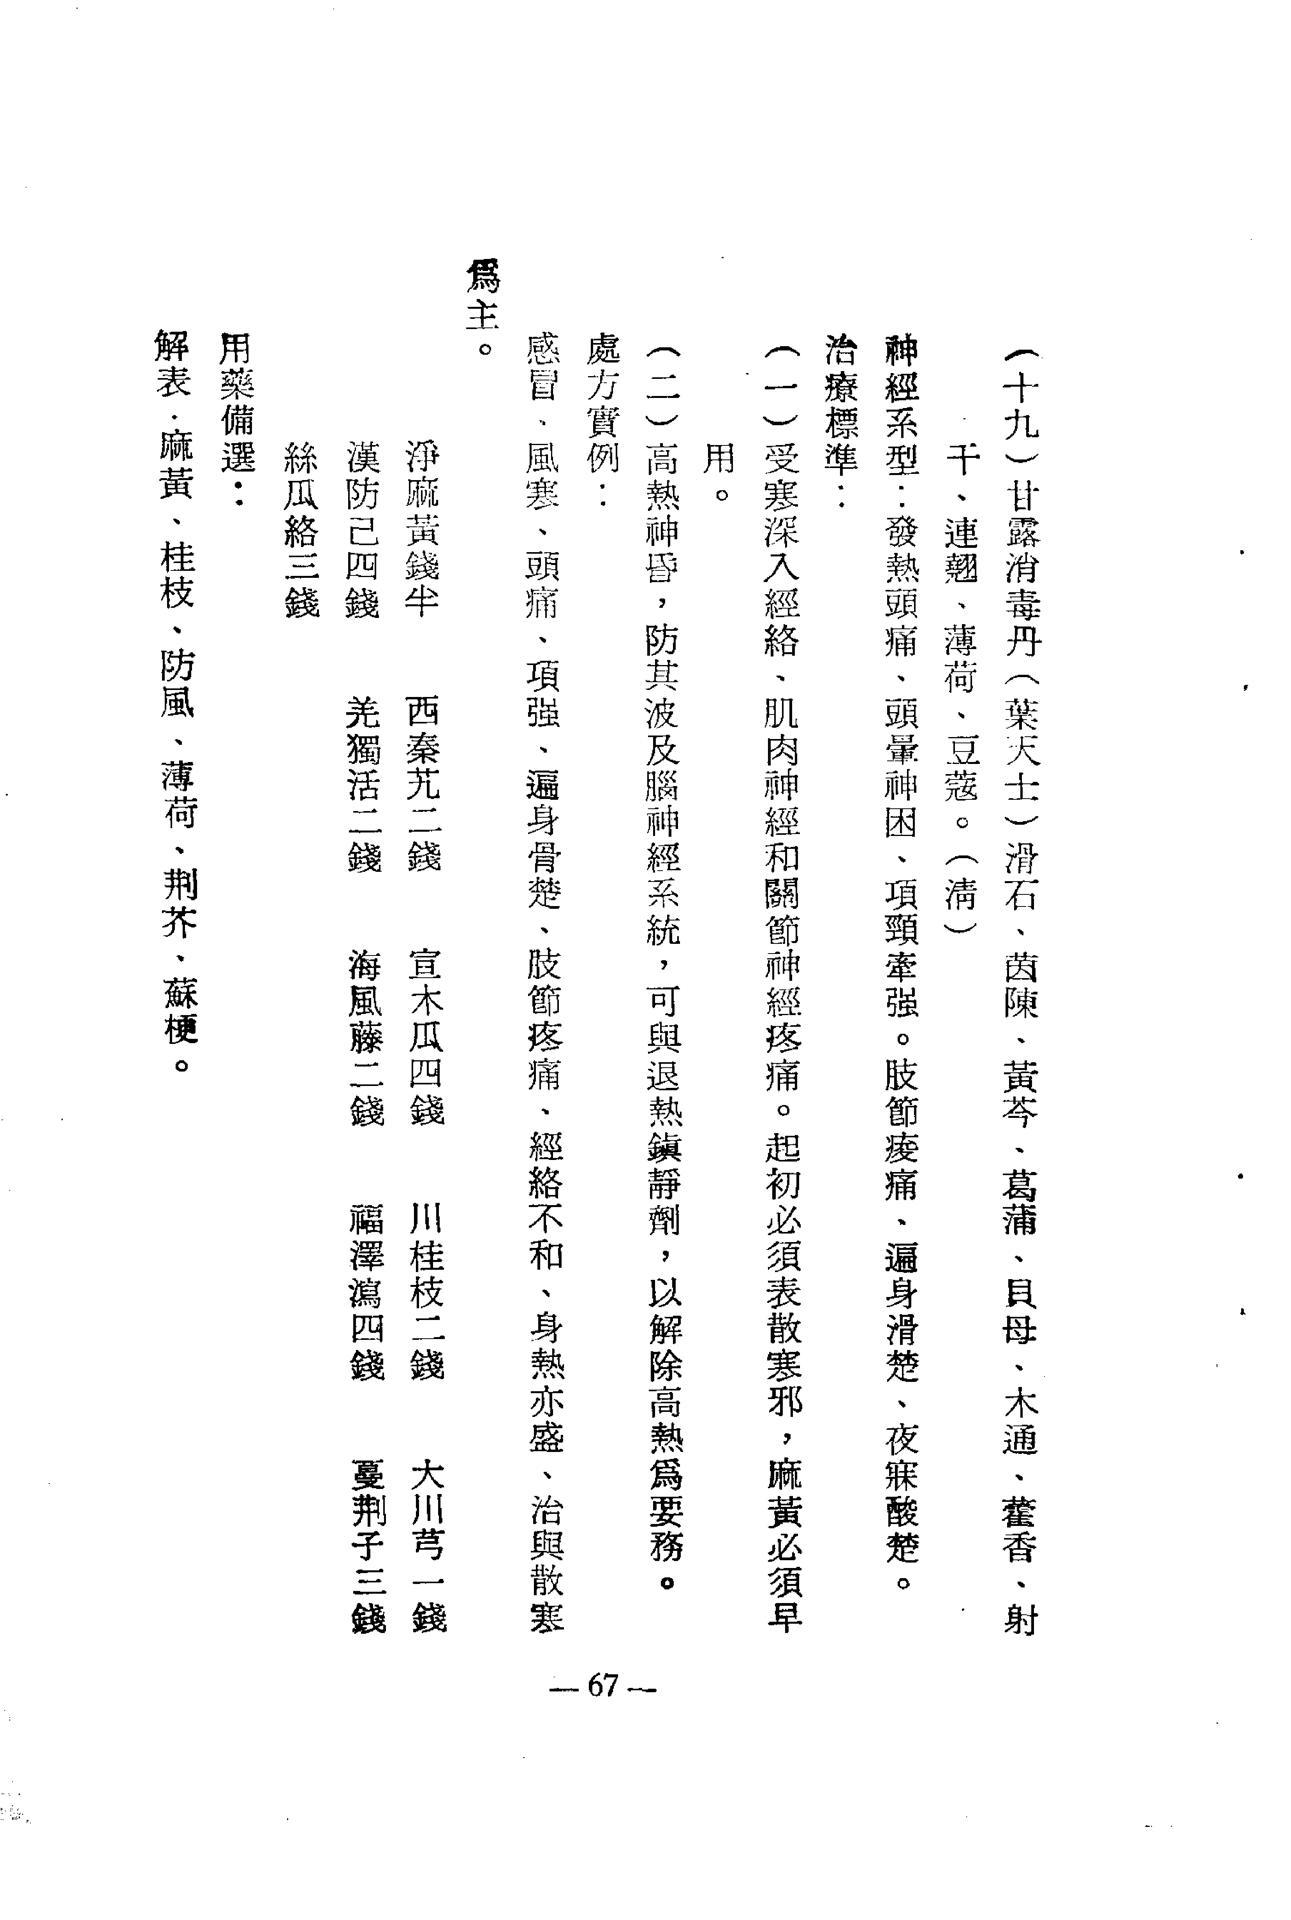 （十九）甘露消毒丹（葉天士）滑石、茵陳、黃芩、葛蒲、貝母、木通、藿香、射
干、連翹、薄荷、豆蔻。（清）
神經系型：發熱頭痛、頭暈神困、項頸牽强。肢節痠痛、遍身滑楚、夜寐酸楚。
治療標準：
（一）受寒深入經絡、肌肉神經和關節神經疼痛。起初必須表散寒邪，麻黃必須早
用。
（二）高熱神昏，防其波及腦神經系統，可與退熱鎮靜劑，以解除高熱爲要務。
處方實例：
感冒、風寒、頭痛、項强、遍身骨楚、肢節疼痛、經絡不和、身熱亦盛、治與散寒
爲主。
淨麻黃錢半　西秦艽二錢　宣木瓜四錢　川桂枝二錢　大川芎一錢
漢防己四錢　羌獨活二錢　海風藤二錢　福澤瀉四錢　蔓荆子三錢
絲瓜絡三錢
用藥備選：
解表．麻黃、桂枝、防風、薄荷、荆芥、蘇梗。
— 67 —